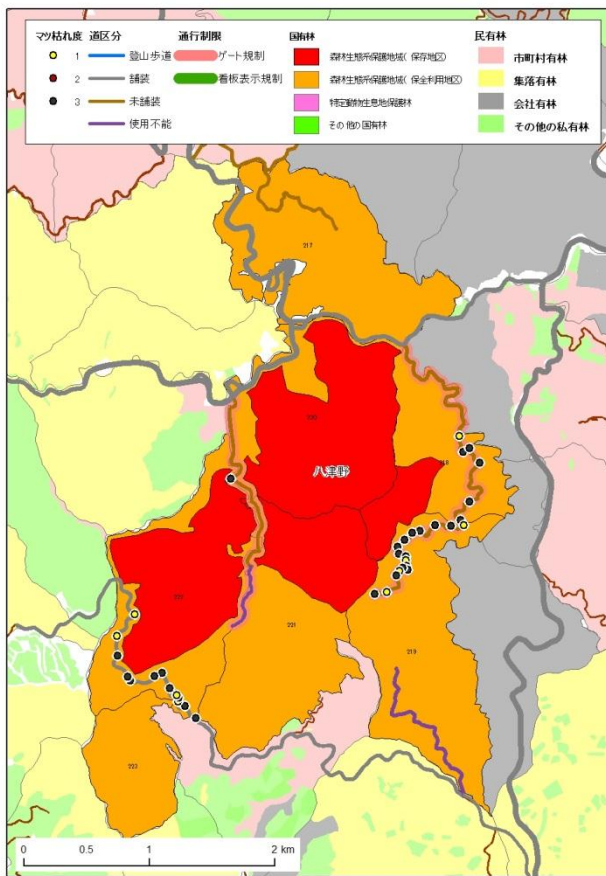 マツ枯れ度
1
2
3
道区分
登山歩道
舗装
未舗装
使用不能
通行制限
ゲート規制
看板表示規制
国有林
森林生態系保護地域(保存地区)
森林生態系保護地域(保全利用地区)
特定動物生息地保護林
その他の国有林
民有林
市町村有林
集落有林
会社有林
その他の私有林
217
八津野
221
219
223
0 0.5 1 2 km